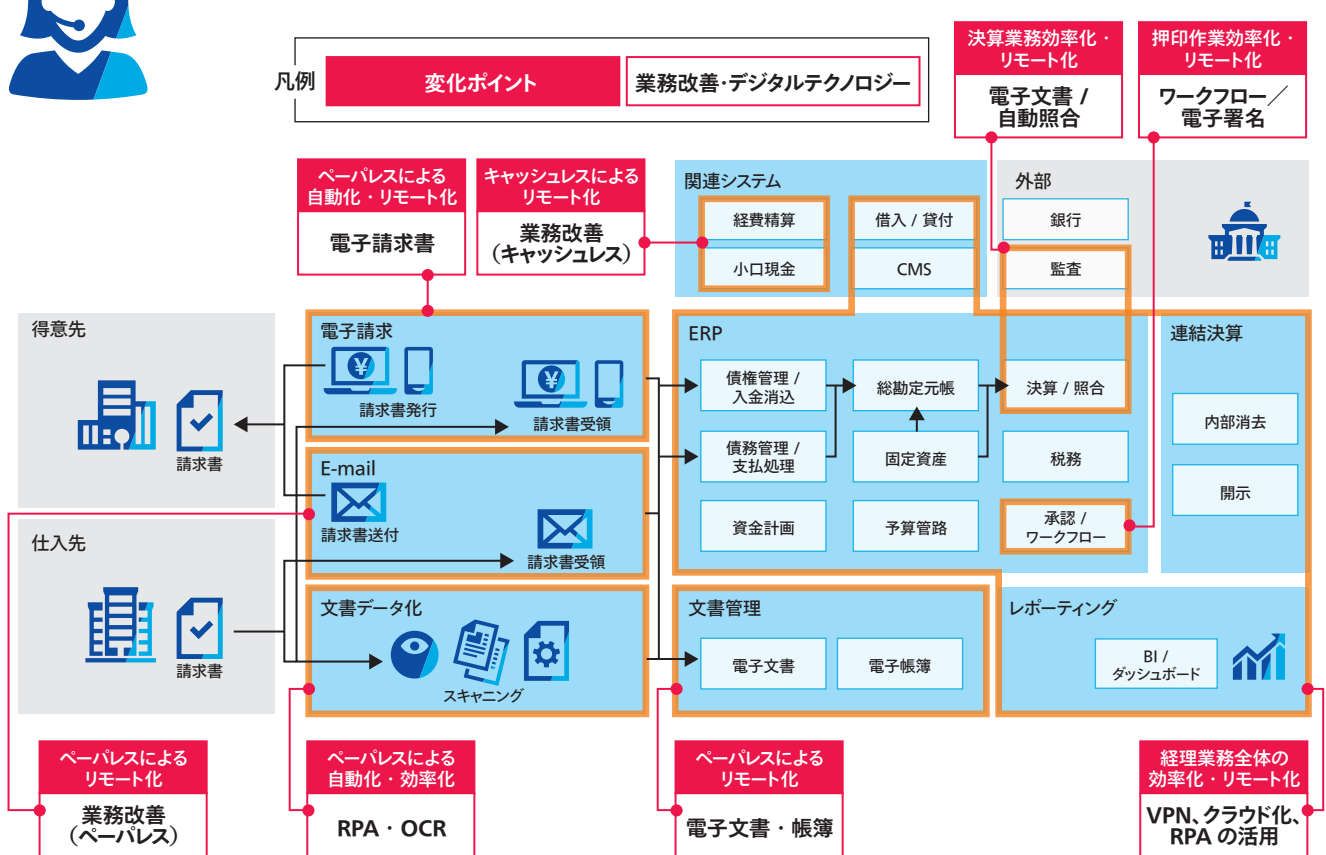 凡例
変化ポイント
業務改善・デジタルテクノロジー
決算業務効率化・
リモート化
電子文書 /
自動照合
押印作業効率化・
リモート化
ワークフロー／
電子署名
ペーパレスによる
自動化・リモート化
電子請求書
キャッシュレスによる
リモート化
業務改善
（キャッシュレス）
関連システム
経費精算
借入 / 貸付
小口現金
CMS
外部
銀行
監査
得意先
請求書
電子請求
請求書発行
請求書受領
ERP
債権管理 /
入金消込
総勘定元帳
決算 / 照合
債務管理 /
支払処理
固定資産
税務
資金計画
予算管路
承認 /
ワークフロー
連結決算
内部消去
開示
E-mail
請求書送付
請求書受領
仕入先
請求書
文書データ化
スキャニング
文書管理
電子文書
電子帳簿
レポーティング
BI /
ダッシュボード
ペーパレスによる
リモート化
業務改善
（ペーパレス）
ペーパレスによる
自動化・効率化
RPA・OCR
ペーパレスによる
リモート化
電子文書・帳簿
経理業務全体の
効率化・リモート化
VPN、クラウド化、
RPA の活用